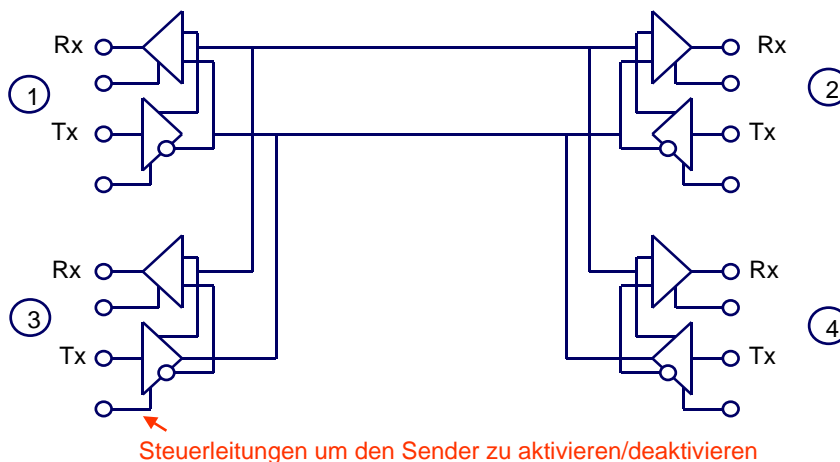 Rx
Rx
1
2
Tx
Tx
Rx
Rx
3
4
Tx
Tx
Steuerleitungen um den Sender zu aktivieren/deaktivieren